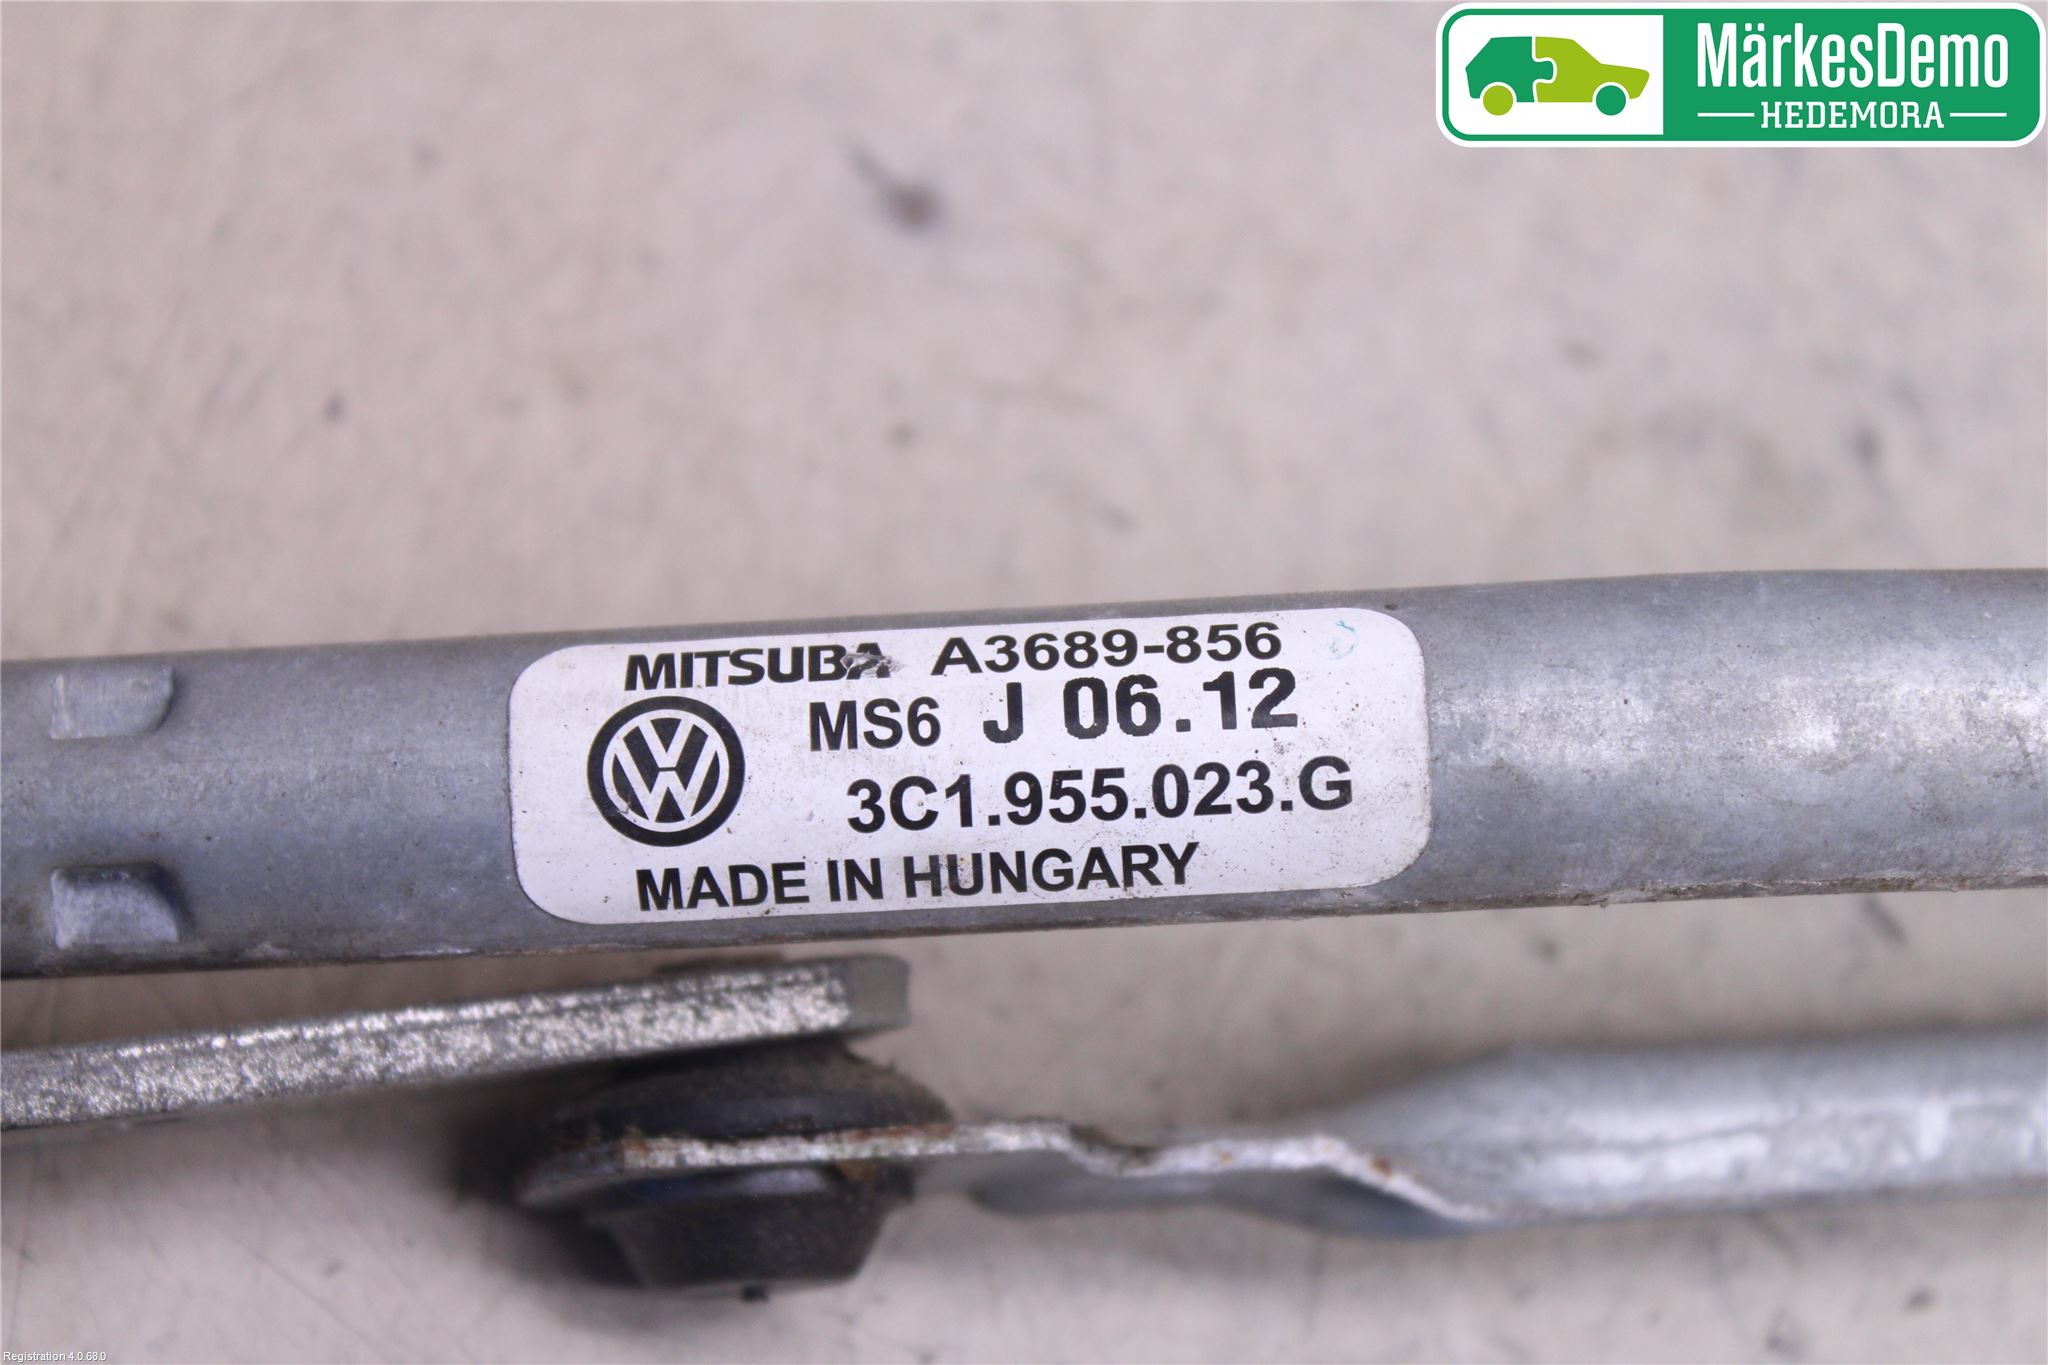 MärkesDemo
HEDEMORA
MITSUBA A3689-856
MS6 J 06.12
3C1.955.023.G
MADE IN HUNGARY
Registration 4.0.68.0